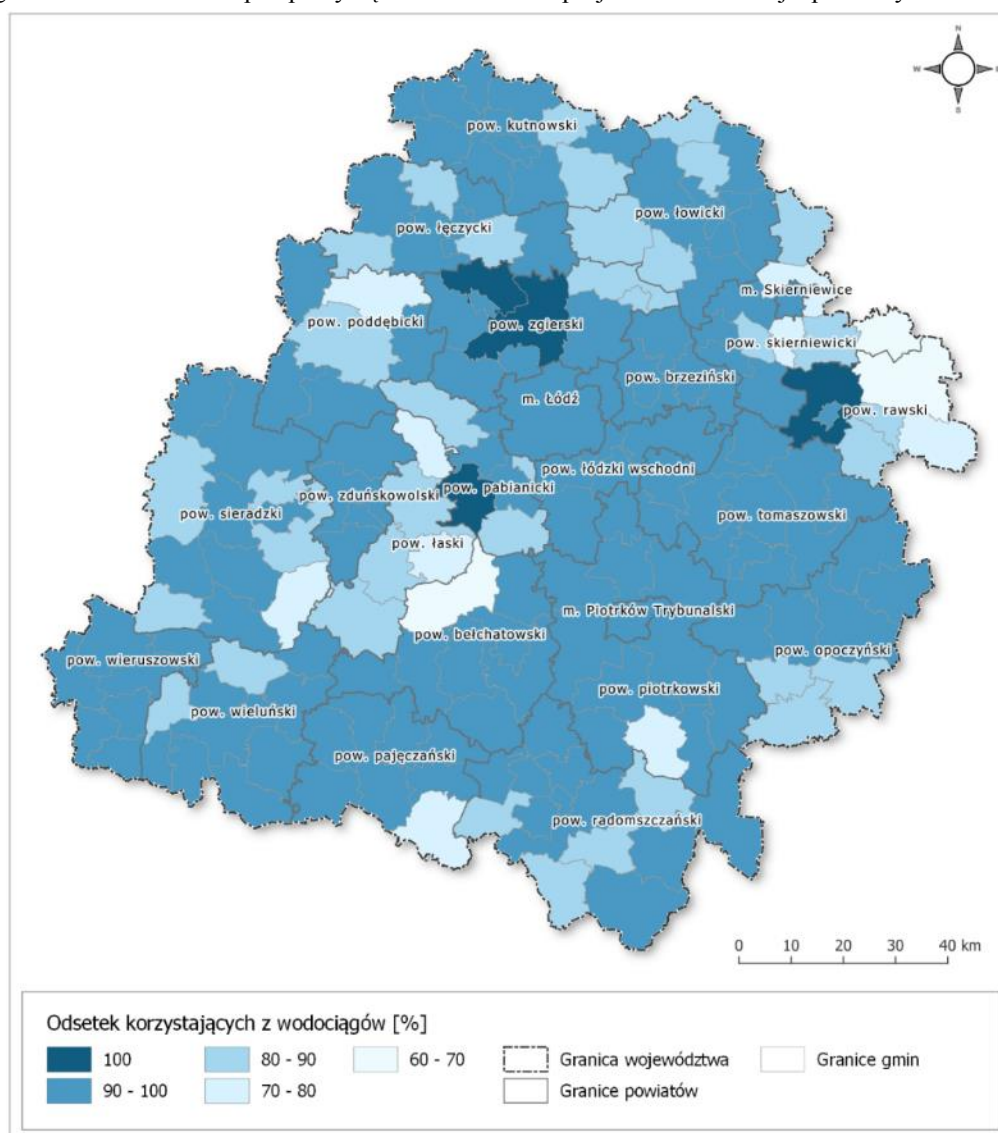 N
W
S
pow. kutnowski
pow. łowicki
pow. łęczycki
m. Skierniewice
pow. poddębicki
pow. zgierski
pow. skierniewicki
pow. brzeziński
m. Łódź
pow. rawski
pow. łódzki wschodni
pow. pabianicki
pow. zduńskowolski
pow. sieradzki
pow. tomaszowski
pow. łaski
m. Piotrków Trybunalski
pow. bełchatowski
pow. opoczyński
pow. wieruszowski
pow. piotrkowski
pow. wieluński
pow. pajęczański
pow. radomszczański
0 10 20 30 40 km
Odsetek korzystających z wodociągów [%]
100 80 - 90 60 - 70 Granica województwa Granice gmin
90 - 100 70 - 80 Granice powiatów